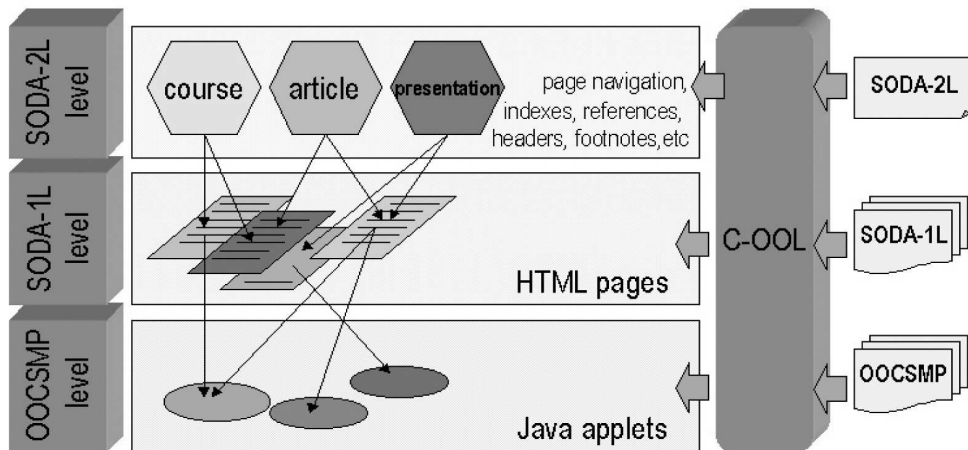 SODA-2L
level
course
article
presentation
page navigation,
indexes, references,
headers, footnotes,etc
SODA-2L
SODA-1L
level
HTML pages
C-OOL
SODA-1L
OOCSMP
level
Java applets
OOCSMP